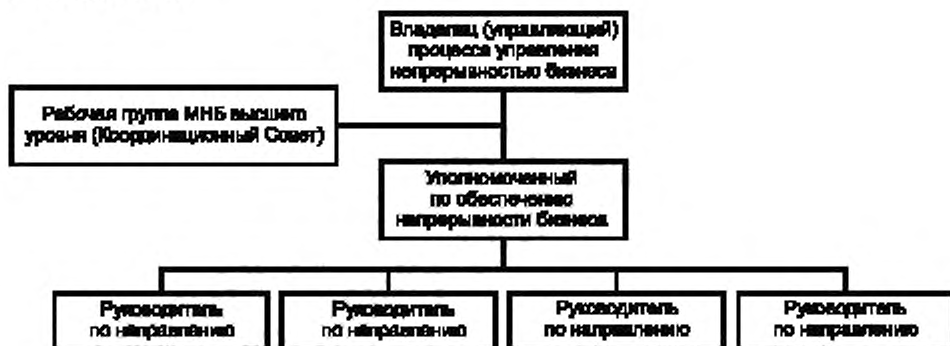 Владелец (управляющий)
процесса управления
непрерывностью бизнеса
Рабочая группа МНБ высшего
уровня (Координационный Совет)
Уполномоченный
по обеспечению
непрерывности бизнеса
Руководитель
по направлению
Руководитель
по направлению
Руководитель
по направлению
Руководитель
по направлению